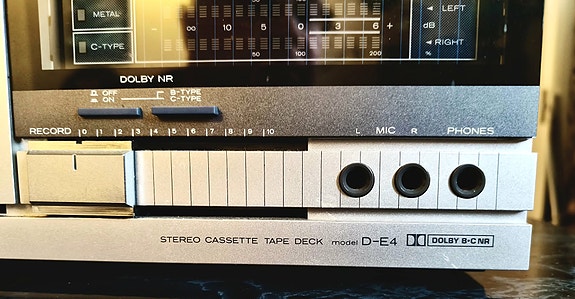 METAL
C-TYPE
∞ 10 5 0 3 6 +
dB
50 0 50 100
%
◄ LEFT
◄ RIGHT
DOLBY NR
OFF
ON
B-TYPE
C-TYPE
RECORD 0 1 2 3 4 5 6 7 8 9 10
L MIC R PHONES
STEREO CASSETTE TAPE DECK model D-E4 DOLBY B·C NR